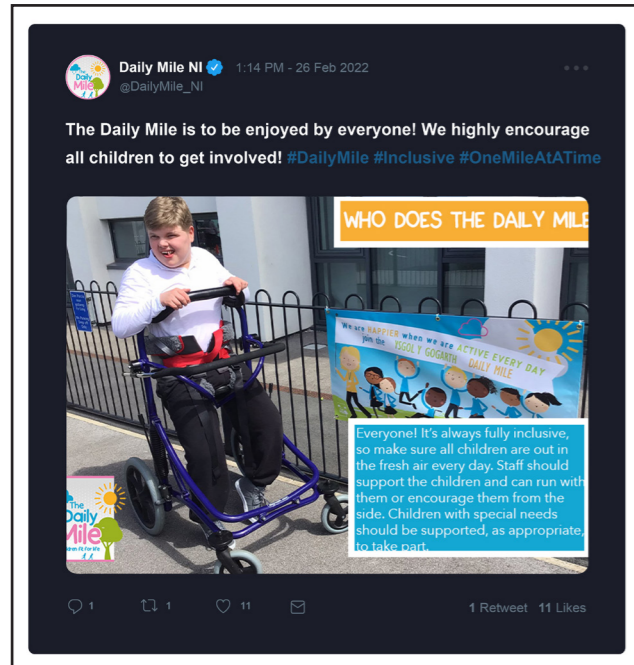 Daily Mile NI 1:14 PM - 26 Feb 2022
@DailyMile_NI
The Daily Mile is to be enjoyed by everyone! We highly encourage
all children to get involved! #DailyMile #Inclusive #OneMileAtATime
WHO DOES THE DAILY MILE
We are HAPPIER when we are ACTIVE EVERY DAY
join the YSGOL Y GOGARTH DAILY MILE
Everyone! It's always fully inclusive,
so make sure all children are out in
the fresh air every day. Staff should
support the children and can run with
them or encourage them from the
side. Children with special needs
should be supported, as appropriate,
to take part.
The
Daily
Mile
1 1 11 1 Retweet 11 Likes